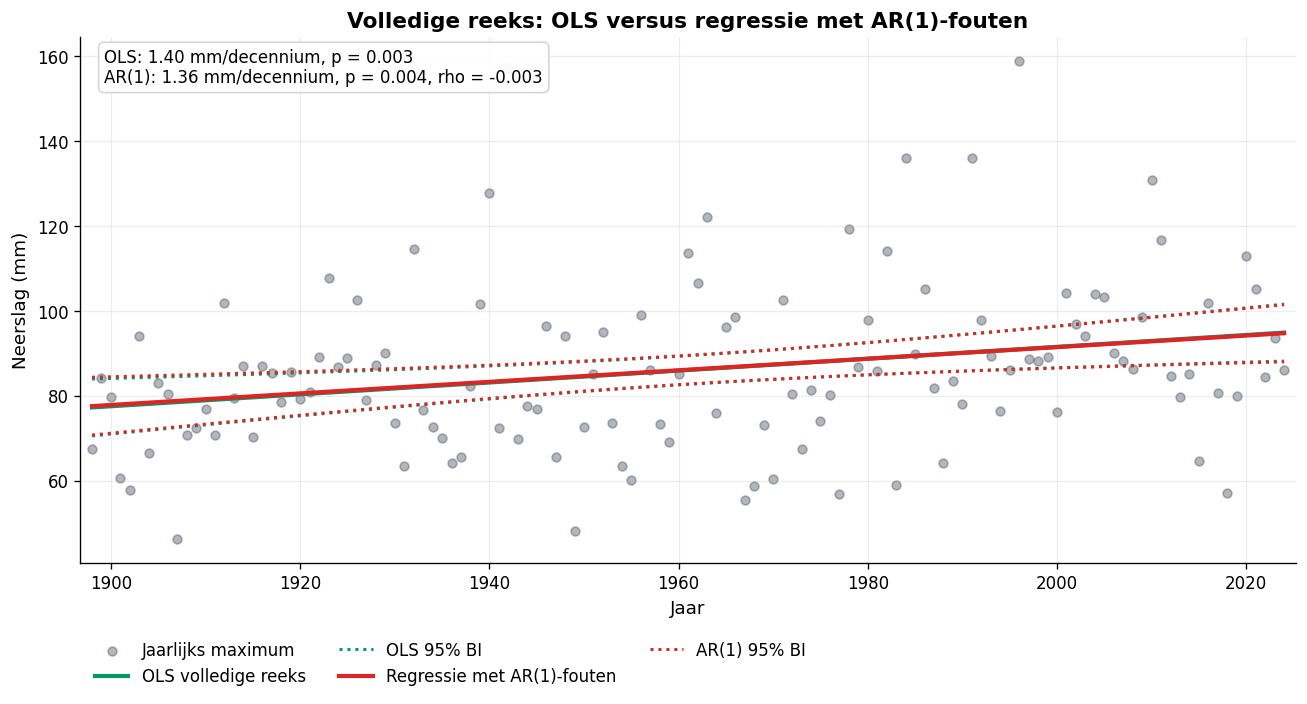 Volledige reeks: OLS versus regressie met AR(1)-fouten
OLS: 1.40 mm/decennium, p = 0.003
AR(1): 1.36 mm/decennium, p = 0.004, rho = -0.003
Neerslag (mm)
160
140
120
100
80
60
1900 1920 1940 1960 1980 2000 2020
Jaar
Jaarlijks maximum OLS 95% BI AR(1) 95% BI
OLS volledige reeks Regressie met AR(1)-fouten